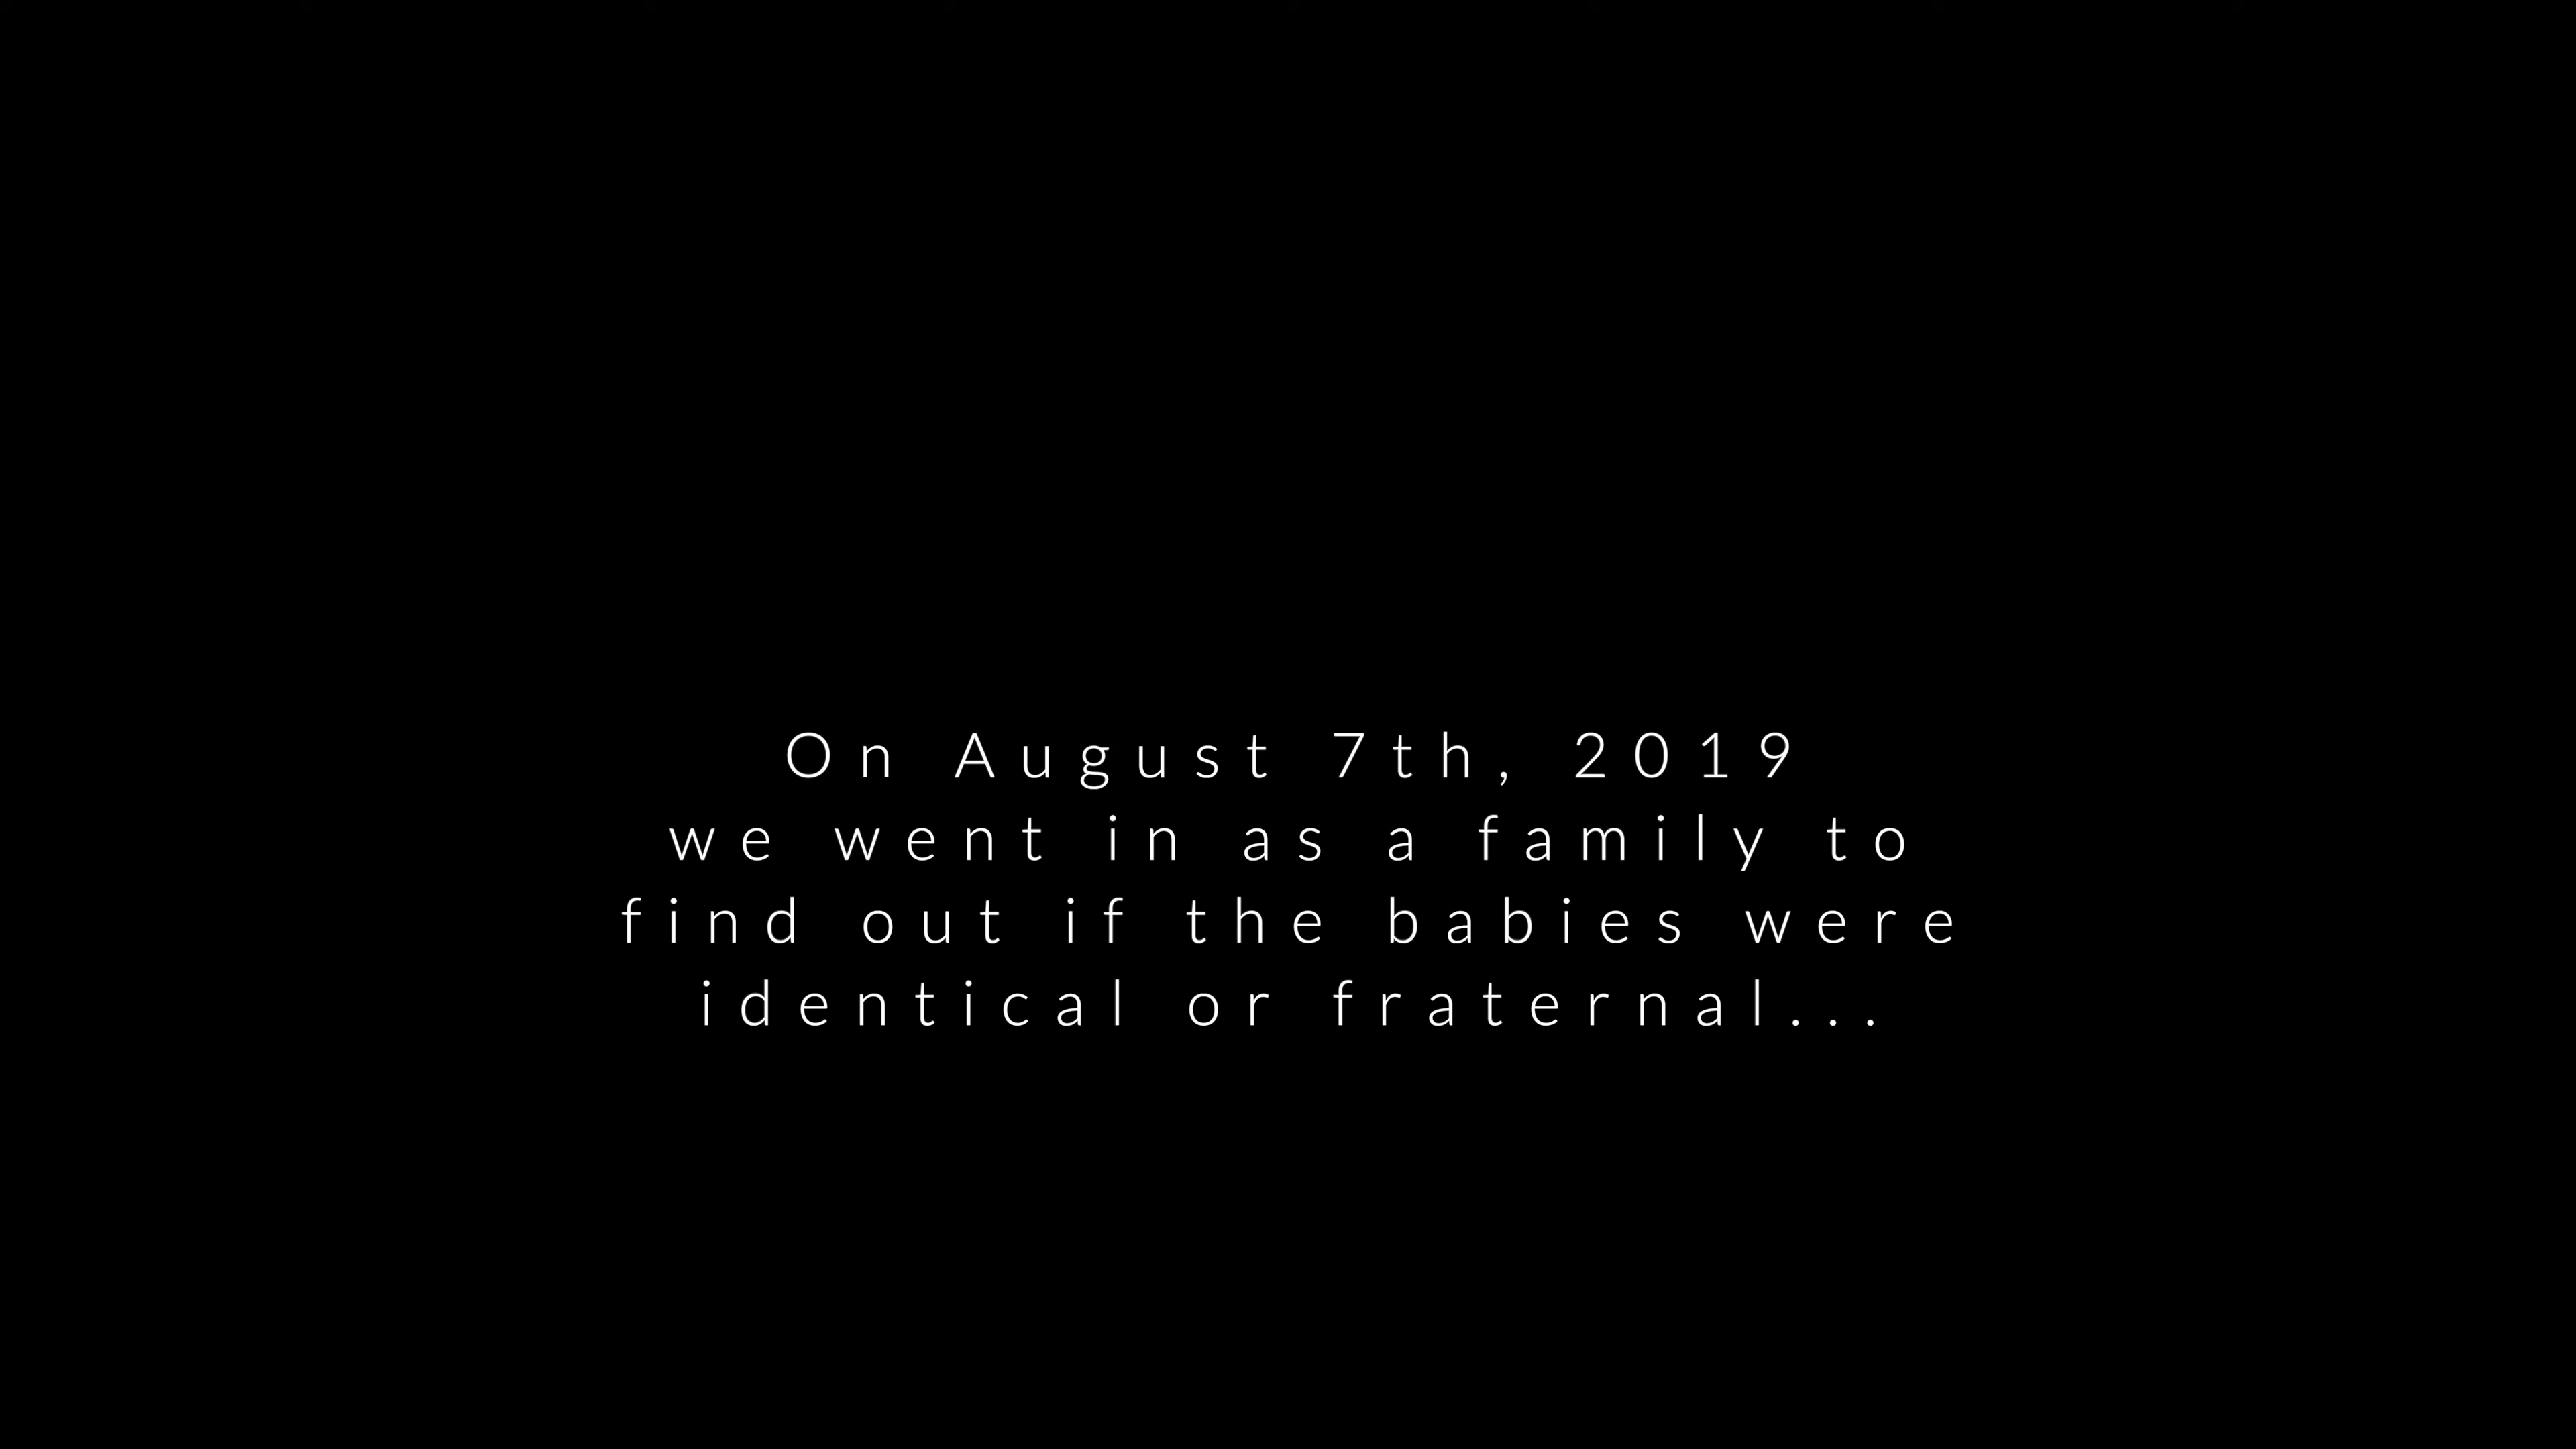 On August 7th, 2019
we went in as a family to
find out if the babies were
identical or fraternal...